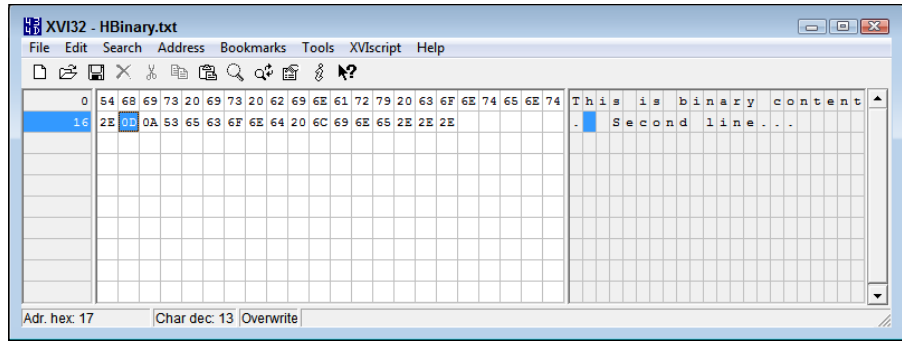 XVI32 - HBinary.txt
File Edit Search Address Bookmarks Tools XVIscript Help
0 54 68 69 73 20 69 73 20 62 69 6E 61 72 79 20 63 6F 6E 74 65 6E 74 This is binary content
16 2E 0D 0A 53 65 63 6F 6E 64 20 6C 69 6E 65 2E 2E 2E . Second line...
Adr. hex: 17 Char dec: 13 Overwrite